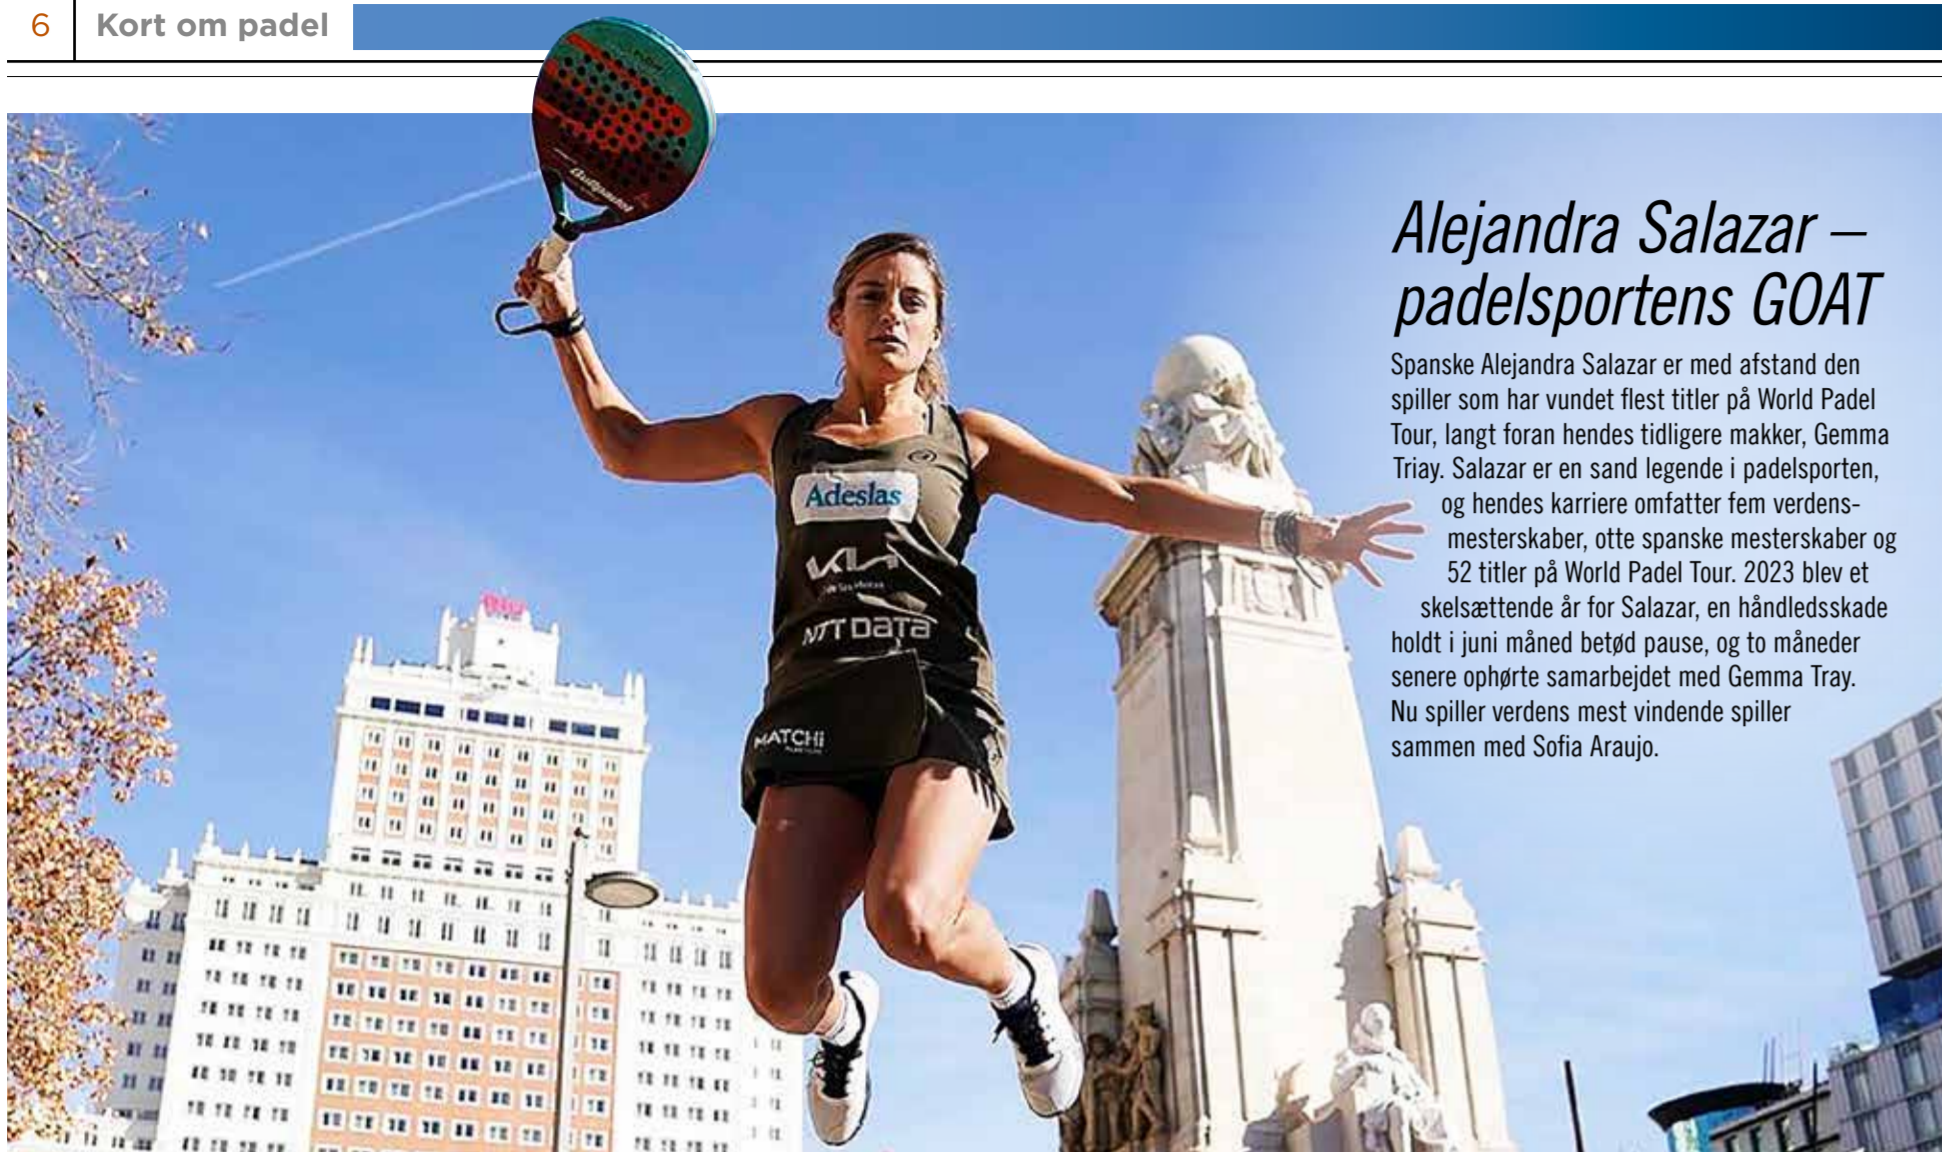 6
Kort om padel
Bullpadel
Alejandra Salazar –
padelsportens GOAT
Spanske Alejandra Salazar er med afstand den
spiller som har vundet flest titler på World Padel
Tour, langt foran hendes tidligere makker, Gemma
Triay. Salazar er en sand legende i padelsporten,
og hendes karriere omfatter fem verdens-
mesterskaber, otte spanske mesterskaber og
52 titler på World Padel Tour. 2023 blev et
skelsættende år for Salazar, en håndledsskade
holdt i juni måned betød pause, og to måneder
senere ophørte samarbejdet med Gemma Tray.
Nu spiller verdens mest vindende spiller
sammen med Sofia Araujo.
Adeslas
KIA
NTT DaTa
MATCHi